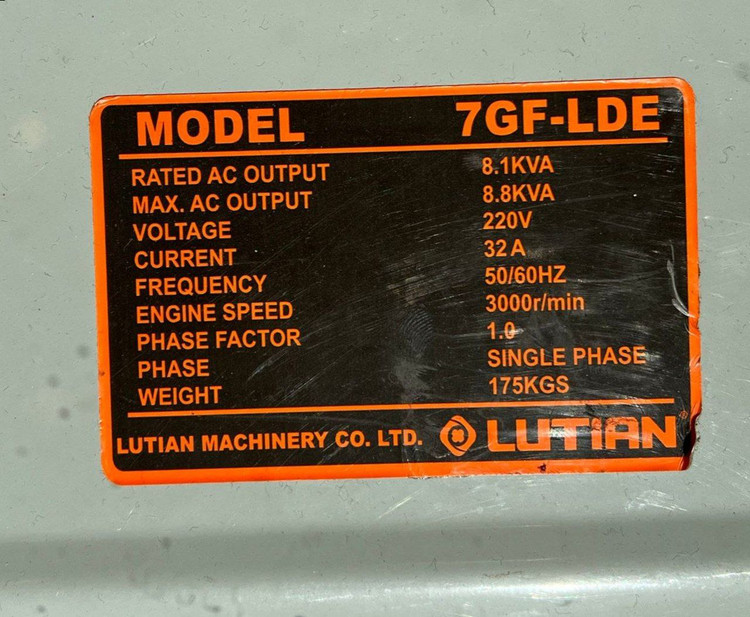 MODEL 7GF-LDE
RATED AC OUTPUT 8.1KVA
MAX. AC OUTPUT 8.8KVA
VOLTAGE 220V
CURRENT 32A
FREQUENCY 50/60HZ
ENGINE SPEED 3000r/min
PHASE FACTOR 1.0
PHASE SINGLE PHASE
WEIGHT 175KGS
LUTIAN MACHINERY CO. LTD. LUTIAN®